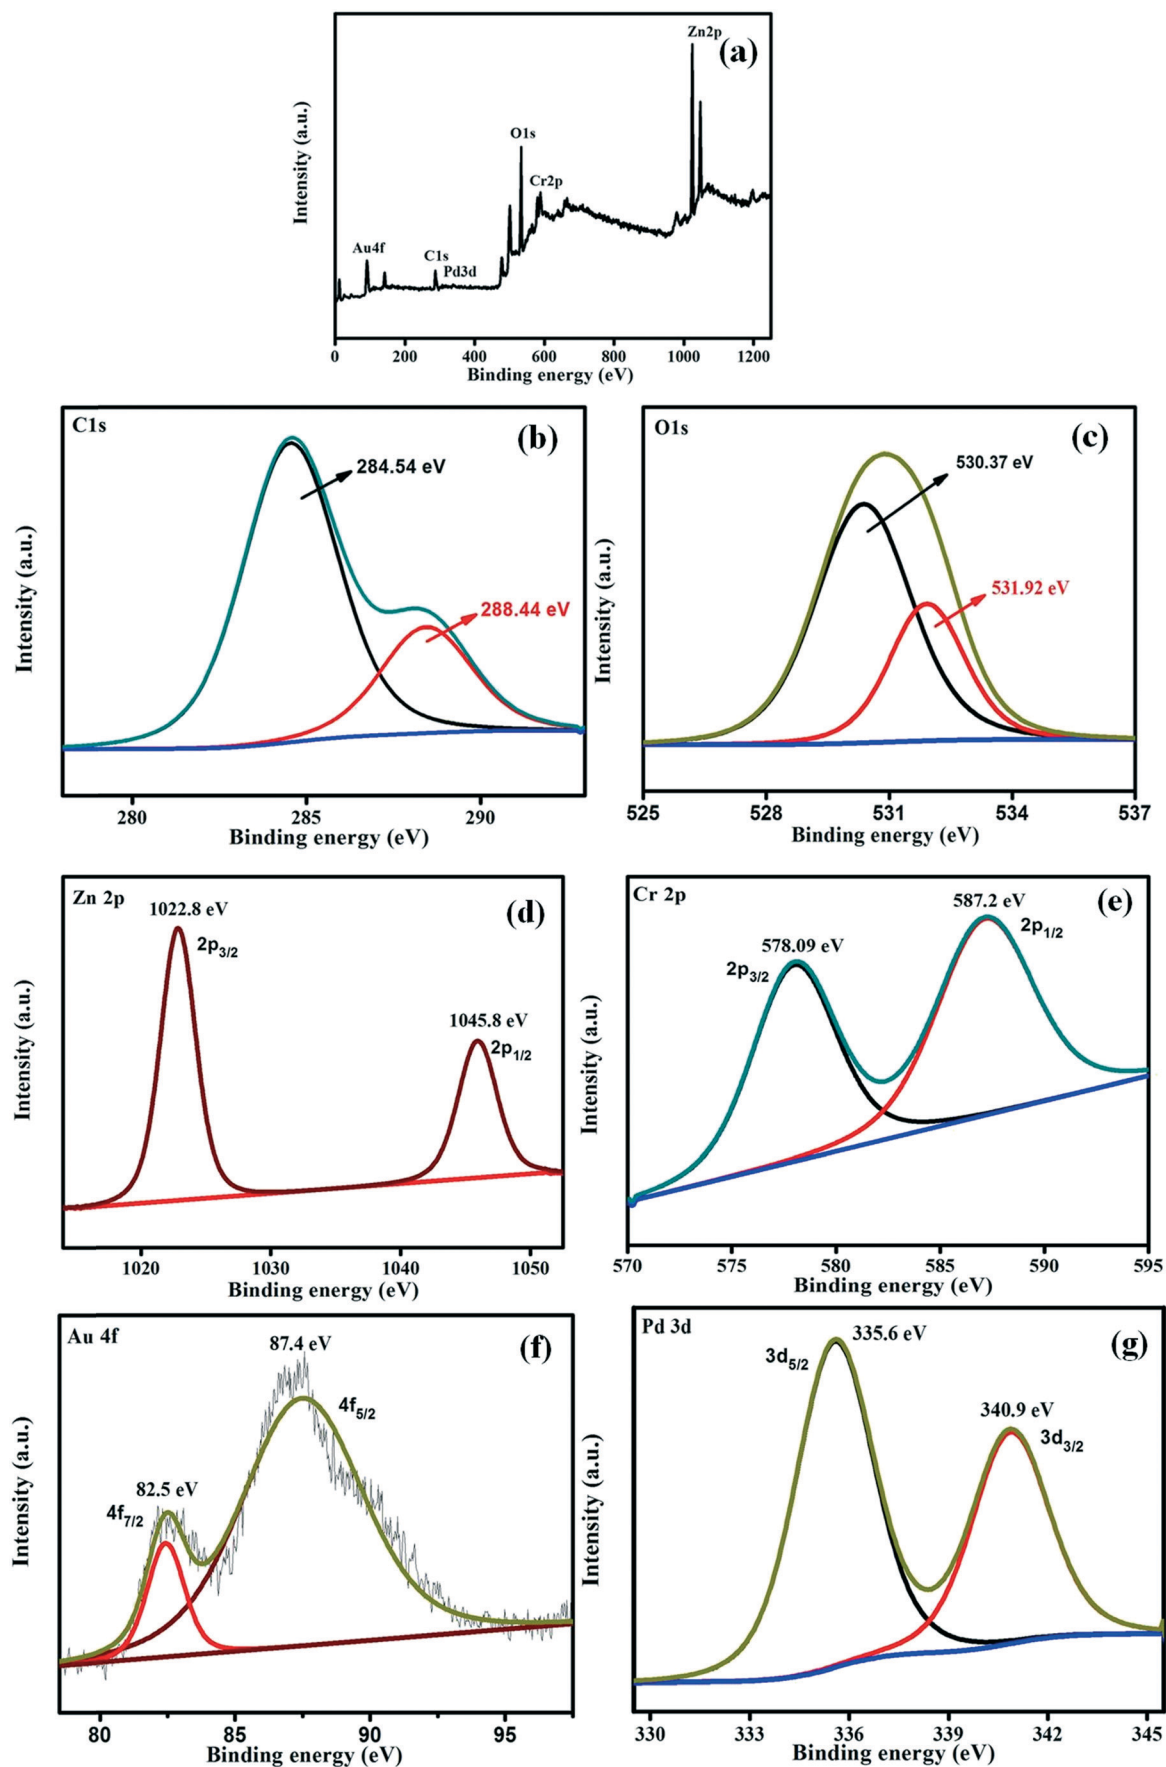 Zn2p
(a)
O1s
Cr2p
Au4f
C1s
Pd3d
Intensity (a.u.)
0 200 400 600 800 1000 1200
Binding energy (eV)
C1s
(b)
284.54 eV
288.44 eV
Intensity (a.u.)
280 285 290
Binding energy (eV)
O1s
(c)
530.37 eV
531.92 eV
Intensity (a.u.)
525 528 531 534 537
Binding energy (eV)
Zn 2p
(d)
1022.8 eV
2p3/2
1045.8 eV
2p1/2
Intensity (a.u.)
1020 1030 1040 1050
Binding energy (eV)
Cr 2p
(e)
587.2 eV
2p1/2
578.09 eV
2p3/2
Intensity (a.u.)
570 575 580 585 590 595
Binding energy (eV)
Au 4f
(f)
87.4 eV
4f5/2
82.5 eV
4f7/2
Intensity (a.u.)
80 85 90 95
Binding energy (eV)
Pd 3d
(g)
335.6 eV
3d5/2
340.9 eV
3d3/2
Intensity (a.u.)
330 333 336 339 342 345
Binding energy (eV)